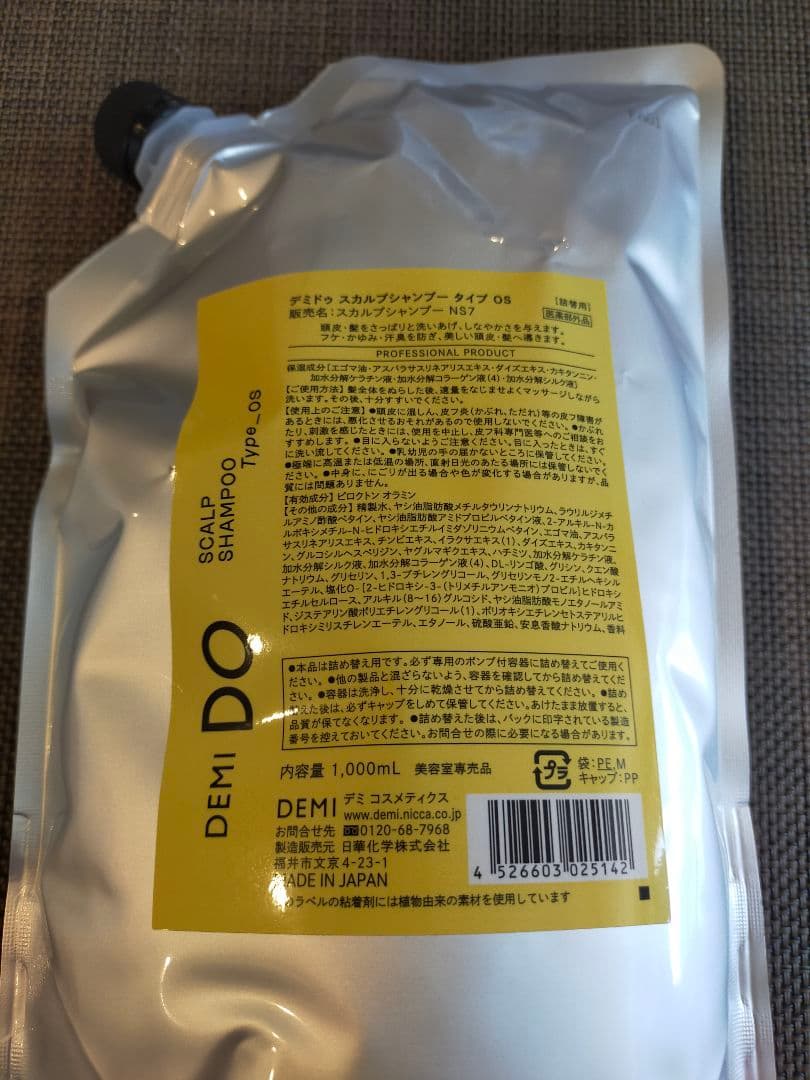 デミドゥ スカルプシャンプー タイプ OS 【詰替用】
販売名：スカルプシャンプー NS7 医薬部外品
頭皮・髪をさっぱりと洗いあげ、しなやかさを与えます。
フケ・かゆみ・汗臭を防ぎ、美しい頭皮・髪へ導きます。
PROFESSIONAL PRODUCT
保湿成分［エゴマ油・アスパラサスリネアリスエキス・ダイズエキス・カキタンニン・
加水分解ケラチン液・加水分解コラーゲン液(4)・加水分解シルク液］
【ご使用方法】髪全体をぬらした後、適量をなじませよくマッサージしながら
洗います。その後、十分すすいでください。
【使用上のご注意】●頭皮に湿しん、皮フ炎(かぶれ、ただれ)等の皮フ障害が
あるときには、悪化させるおそれがあるので使用しないでください。●かぶれ
たり、刺激を感じたときには、使用を中止し、皮フ科専門医等へのご相談をお
すすめします。●目に入らないようご注意ください。目に入ったときは、すぐ
に洗い流してください。●乳幼児の手の届かないところに保管してください。
●極端に高温または低温の場所、直射日光のあたる場所には保管しないでく
ださい。●中身に、にごりが出る場合や色が変化する場合がありますが、品
質には問題ありません。
【有効成分】ピロクトン オラミン
【その他の成分】精製水、ヤシ油脂肪酸メチルタウリンナトリウム、ラウリルジメチ
ルアミノ酢酸ベタイン、ヤシ油脂肪酸アミドプロピルベタイン液、2-アルキル-N-カ
ルボキシメチル-N-ヒドロキシエチルイミダゾリニウムベタイン、エゴマ油、アスパラ
サスリネアリスエキス、チンピエキス、イラクサエキス(1)、ダイズエキス、カキタンニ
ン、グルコシルヘスペリジン、ヤグルマギクエキス、ハチミツ、加水分解ケラチン液、
加水分解シルク液、加水分解コラーゲン液(4)、DL-リンゴ酸、グリシン、クエン酸
ナトリウム、グリセリン、1,3-ブチレングリコール、グリセリンモノ2-エチルヘキシル
エーテル、塩化O-[2-ヒドロキシ-3-(トリメチルアンモニオ)プロピル]ヒドロキシ
エチルセルロース、アルキル(8～16)グルコシド、ヤシ油脂肪酸モノエタノールアミ
ド、ジステアリン酸ポリエチレングリコール(1)、ポリオキシエチレンセトステアリルヒ
ドロキシミリスチレンエーテル、エタノール、硫酸亜鉛、安息香酸ナトリウム、香料
●本品は詰め替え用です。必ず専用のポンプ付容器に詰め替えてご使用く
ださい。●他の製品と混ざらないよう、容器を確認してから詰め替えてくだ
さい。●容器は洗浄し、十分に乾燥させてから詰め替えてください。●詰め
替えた後は、必ずキャップをしめて保管してください。あけたまま放置すると、
品質が保てなくなります。●詰め替えた後は、パックに印字されている製造
番号を控えておいてください。お問合せの際に必要になる場合があります。
内容量 1,000mL 美容室専売品
プラ
袋：PE,M
キャップ：PP
DEMI デミ コスメティクス
www.demi.nicca.co.jp
お問合せ先 0120-68-7968
製造販売元 日華化学株式会社
福井市文京4-23-1
MADE IN JAPAN
のラベルの粘着剤には植物由来の素材を使用しています
4 526603 025142
DEMI DO
SCALP
SHAMPOO
Type_OS